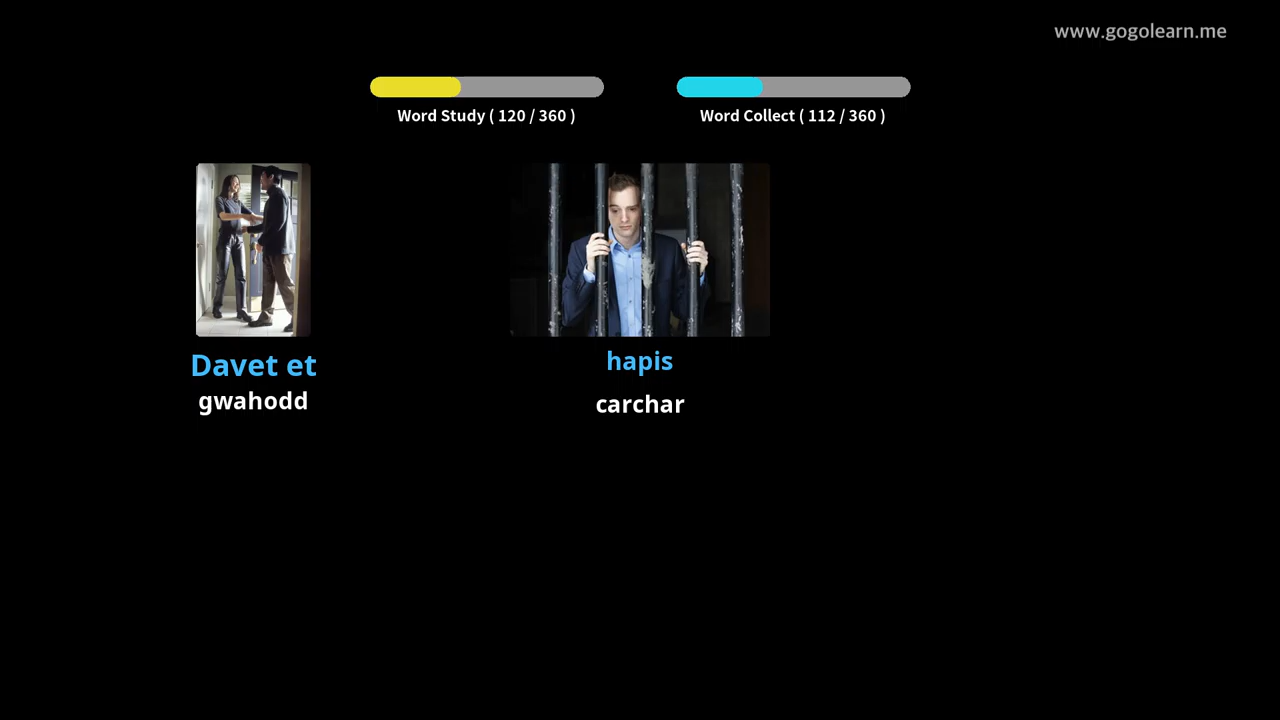 www.gogolearn.me
Word Study ( 120 / 360 )
Word Collect ( 112 / 360 )
Davet et
gwahodd
hapis
carchar